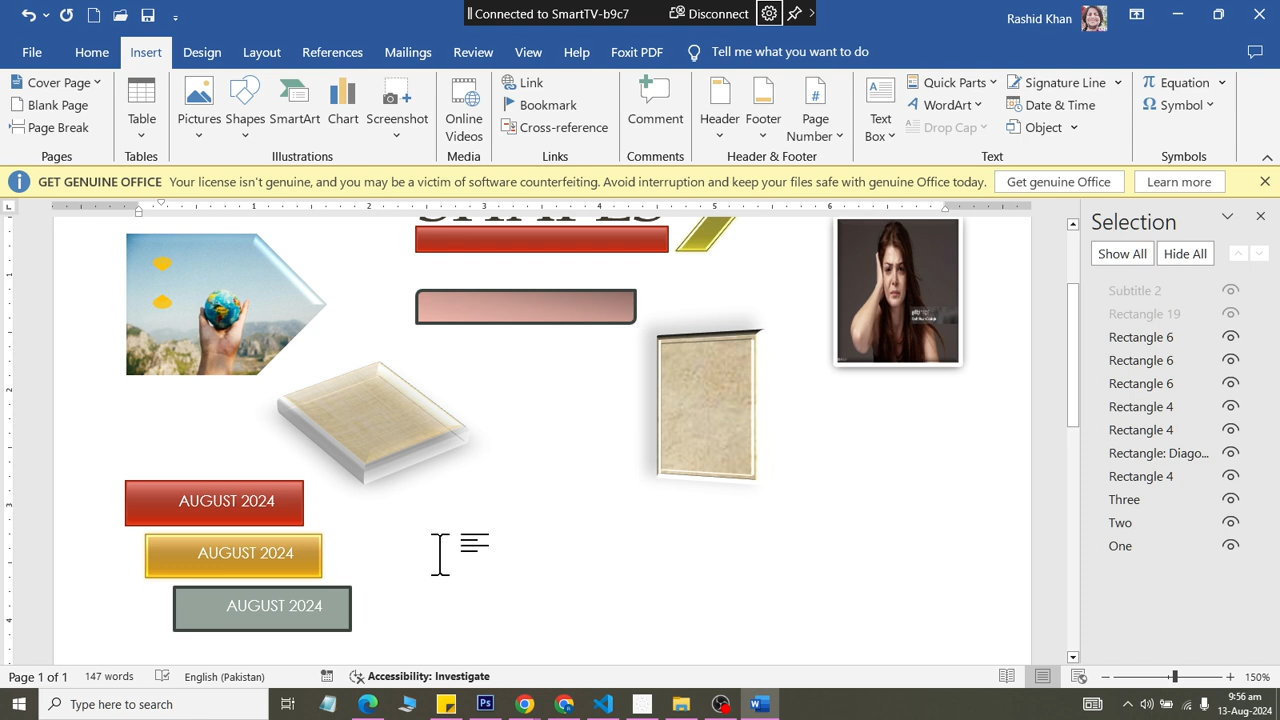 Connected to SmartTV-b9c7 Disconnect
Rashid Khan
File Home Insert Design Layout References Mailings Review View Help Foxit PDF Tell me what you want to do
Cover Page
Blank Page
Page Break
Pages
Table
Tables
Pictures Shapes SmartArt Chart Screenshot
Illustrations
Online Videos
Media
Link
Bookmark
Cross-reference
Links
Comment
Comments
Header Footer Page Number
Header & Footer
Text Box
Quick Parts
WordArt
Drop Cap
Signature Line
Date & Time
Object
Text
Equation
Symbol
Symbols
GET GENUINE OFFICE Your license isn't genuine, and you may be a victim of software counterfeiting. Avoid interruption and keep your files safe with genuine Office today. Get genuine Office Learn more
1 2 3 4 5 6
SHAPES
AUGUST 2024
AUGUST 2024
AUGUST 2024
Selection
Show All Hide All
Subtitle 2
Rectangle 19
Rectangle 6
Rectangle 6
Rectangle 6
Rectangle 4
Rectangle 4
Rectangle: Diago...
Rectangle 4
Three
Two
One
Page 1 of 1 147 words English (Pakistan) Accessibility: Investigate 150%
Type here to search
9:56 am
13-Aug-2024